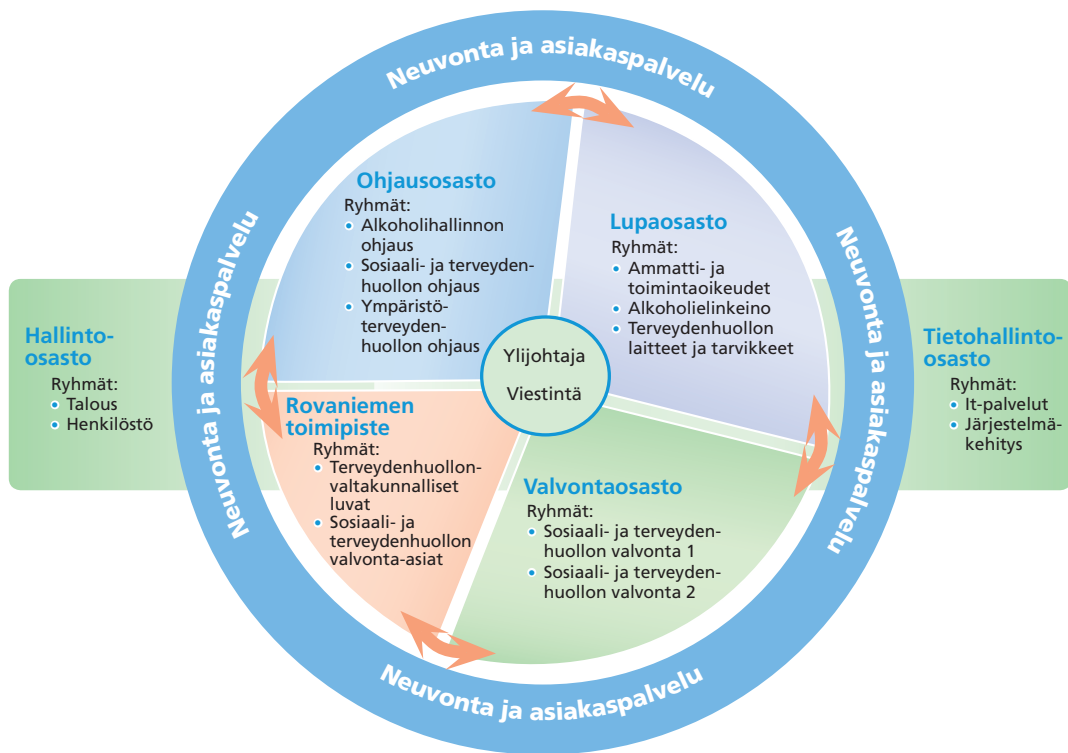 Neuvonta ja asiakaspalvelu
Neuvonta ja asiakaspalvelu
Neuvonta ja asiakaspalvelu
Neuvonta ja asiakaspalvelu
Ohjausosasto
Ryhmät:
• Alkoholihallinnon
ohjaus
• Sosiaali- ja terveyden-
huollon ohjaus
• Ympäristö-
terveyden-
huollon ohjaus
Lupaosasto
Ryhmät:
• Ammatti- ja
toimintaoikeudet
• Alkoholielinkeino
• Terveydenhuollon
laitteet ja tarvikkeet
Hallinto-
osasto
Ryhmät:
• Talous
• Henkilöstö
Ylijohtaja
Viestintä
Tietohallinto-
osasto
Ryhmät:
• It-palvelut
• Järjestelmä-
kehitys
Rovaniemen
toimipiste
Ryhmät:
• Terveydenhuollon-
valtakunnalliset
luvat
• Sosiaali- ja
terveydenhuollon
valvonta-asiat
Valvontaosasto
Ryhmät:
• Sosiaali- ja terveyden-
huollon valvonta 1
• Sosiaali- ja terveyden-
huollon valvonta 2